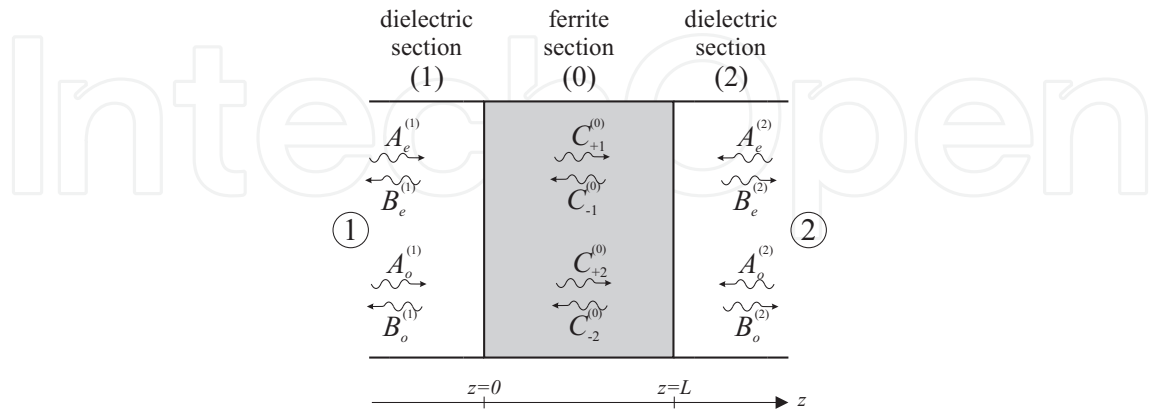 dielectric section (1)
ferrite section (0)
dielectric section (2)
A_e^(1)
B_e^(1)
A_o^(1)
B_o^(1)
C_+1^(0)
C_-1^(0)
C_+2^(0)
C_-2^(0)
A_e^(2)
B_e^(2)
A_o^(2)
B_o^(2)
1
2
z=0
z=L
z
IntechOpen